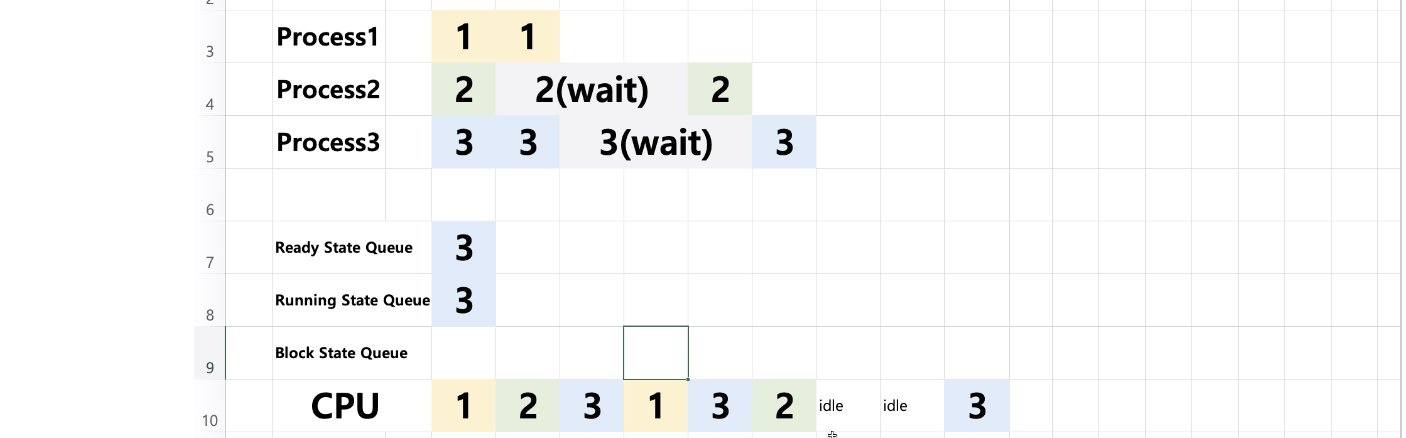 2
3 Process1 1 1
4 Process2 2 2(wait) 2
5 Process3 3 3 3(wait) 3
6
7 Ready State Queue 3
8 Running State Queue 3
9 Block State Queue
10 CPU 1 2 3 1 3 2 idle idle 3